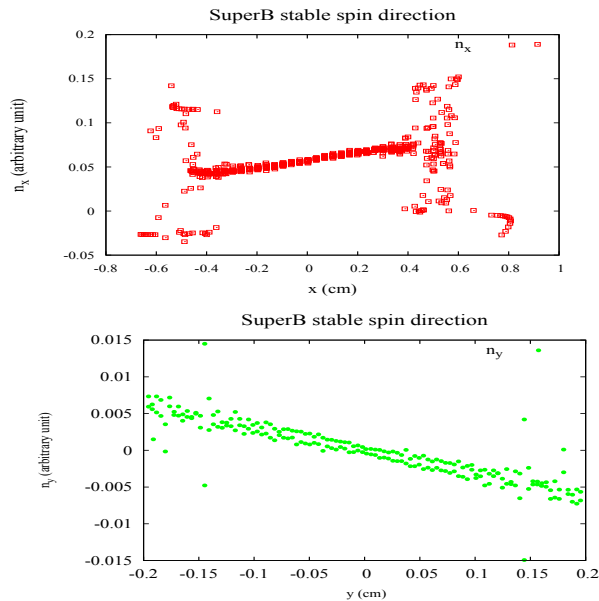 SuperB stable spin direction
n_x
0.2
0.15
0.1
0.05
0
-0.05
n_x (arbitrary unit)
-0.8 -0.6 -0.4 -0.2 0 0.2 0.4 0.6 0.8 1
x (cm)
SuperB stable spin direction
n_y
0.015
0.01
0.005
0
-0.005
-0.01
-0.015
n_y (arbitrary unit)
-0.2 -0.15 -0.1 -0.05 0 0.05 0.1 0.15 0.2
y (cm)